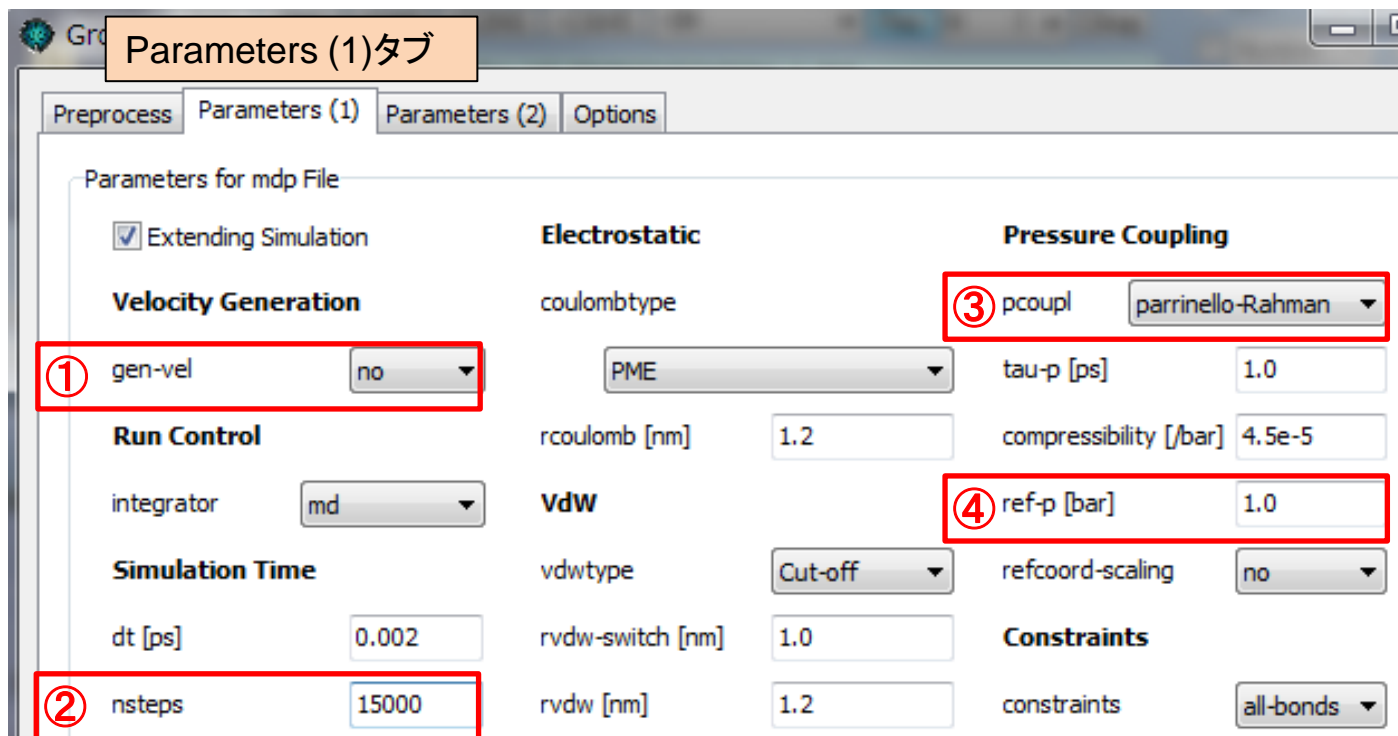 Gro
Parameters (1)タブ
Preprocess Parameters (1) Parameters (2) Options
Parameters for mdp File
Extending Simulation Electrostatic Pressure Coupling
Velocity Generation coulombtype ③ pcoupl parrinello-Rahman
① gen-vel no PME tau-p [ps] 1.0
Run Control rcoulomb [nm] 1.2 compressibility [/bar] 4.5e-5
integrator md VdW ④ ref-p [bar] 1.0
Simulation Time vdwtype Cut-off refcoord-scaling no
dt [ps] 0.002 rvdw-switch [nm] 1.0 Constraints
② nsteps 15000 rvdw [nm] 1.2 constraints all-bonds